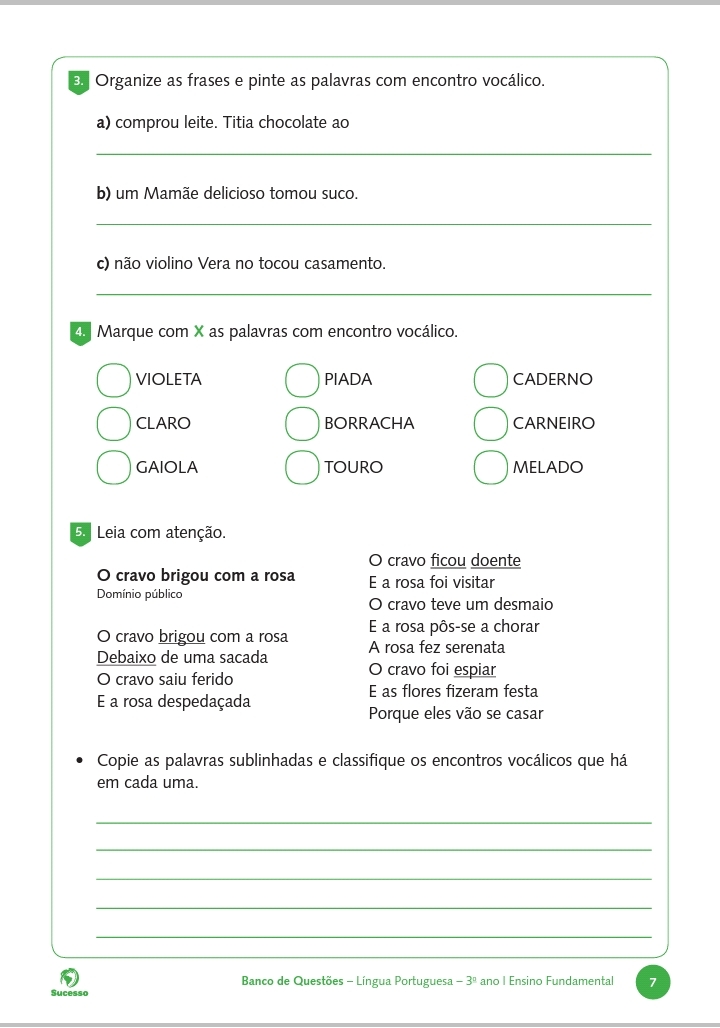 3. Organize as frases e pinte as palavras com encontro vocálico.
a) comprou leite. Titia chocolate ao
b) um Mamãe delicioso tomou suco.
c) não violino Vera no tocou casamento.
4. Marque com X as palavras com encontro vocálico.
VIOLETA PIADA CADERNO
CLARO BORRACHA CARNEIRO
GAIOLA TOURO MELADO
5. Leia com atenção.
O cravo brigou com a rosa
Domínio público
O cravo brigou com a rosa
Debaixo de uma sacada
O cravo saiu ferido
E a rosa despedaçada
O cravo ficou doente
E a rosa foi visitar
O cravo teve um desmaio
E a rosa pôs-se a chorar
A rosa fez serenata
O cravo foi espiar
E as flores fizeram festa
Porque eles vão se casar
• Copie as palavras sublinhadas e classifique os encontros vocálicos que há
em cada uma.
Sucesso
Banco de Questões – Língua Portuguesa – 3º ano | Ensino Fundamental
7